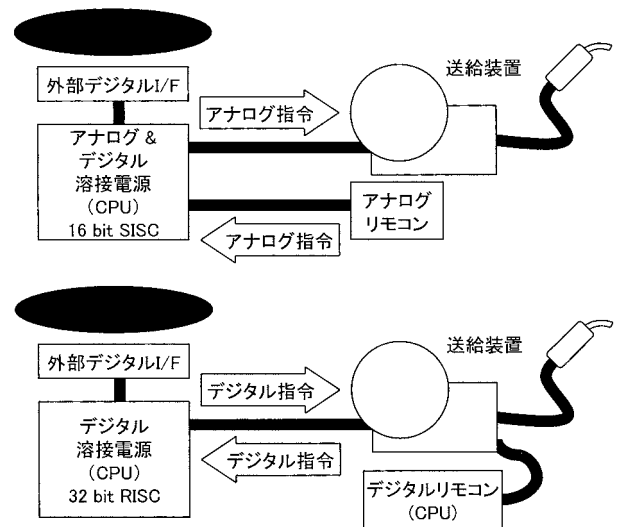 外部デジタルI/F
アナログ指令
送給装置
アナログ &
デジタル
溶接電源
(CPU)
16 bit SISC
アナログ
リモコン
アナログ指令
外部デジタルI/F
デジタル指令
送給装置
デジタル
溶接電源
(CPU)
32 bit RISC
デジタル指令
デジタルリモコン
(CPU)